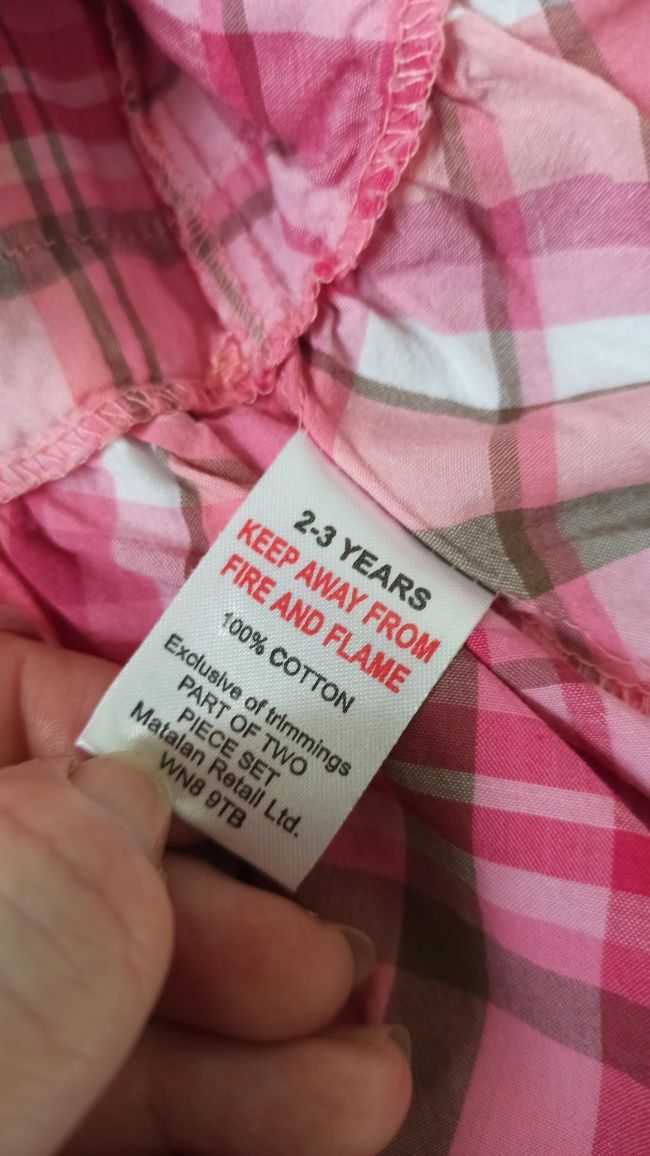 2-3 YEARS
KEEP AWAY FROM
FIRE AND FLAME
100% COTTON
Exclusive of trimmings
PART OF TWO
PIECE SET
Matalan Retail Ltd.
WN8 9TB